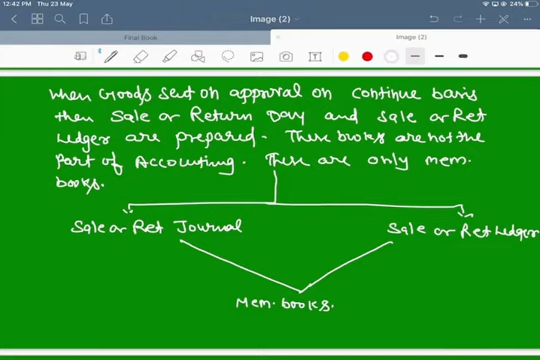 12:42 PM Thu 23 May
24%
Image (2)
Final Book
Image (2)
When Goods Sent on approval on continue basis
then Sale or Return Day and sale or Ret
Ledger are prepared. These books are not the
Part of Accounting. These are only mem.
books.
Sale or Ret Journal
Sale or Ret Ledger
Mem. books.